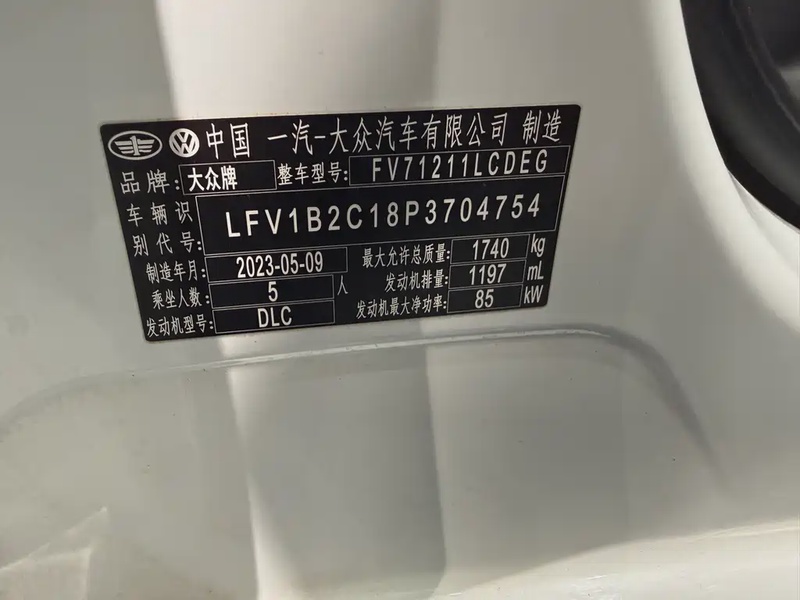 中国 一汽-大众汽车有限公司 制造
品牌: 大众牌 整车型号: FV71211LCDEG
车辆识别代号: LFV1B2C18P3704754
制造年月: 2023-05-09 最大允许总质量: 1740 kg
乘坐人数: 5 人 发动机排量: 1197 mL
发动机型号: DLC 发动机最大净功率: 85 kW